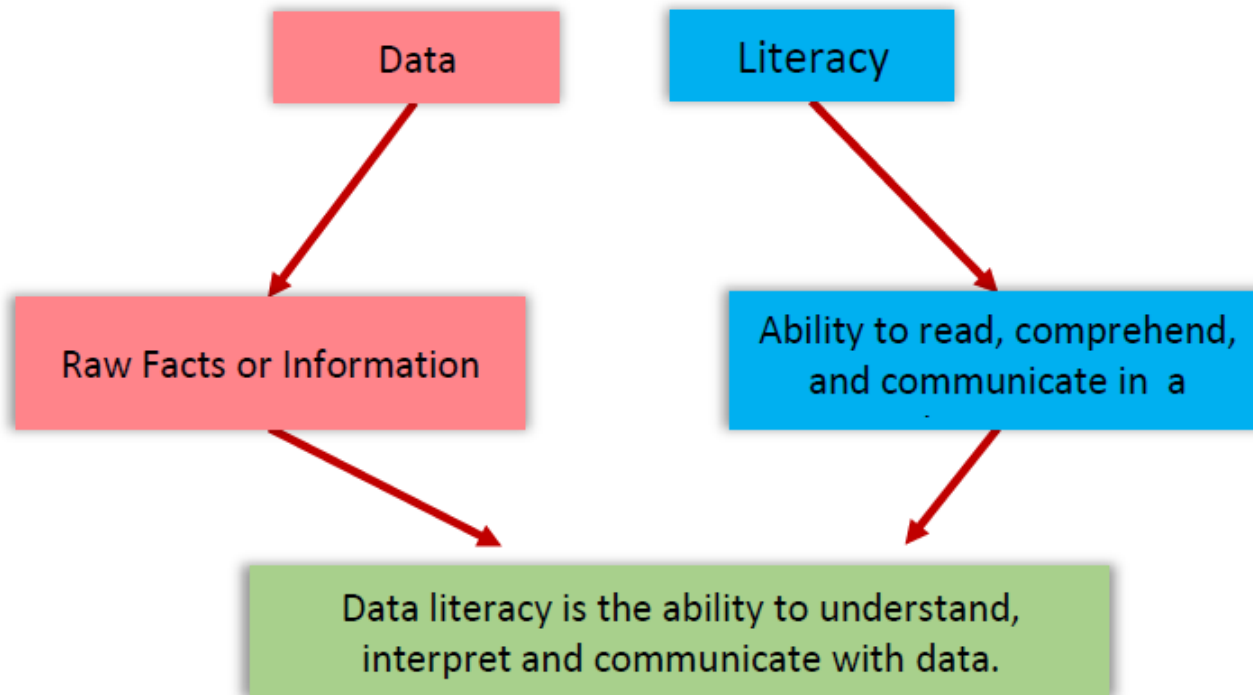 Data
Literacy
Raw Facts or Information
Ability to read, comprehend,
and communicate in a
Data literacy is the ability to understand,
interpret and communicate with data.